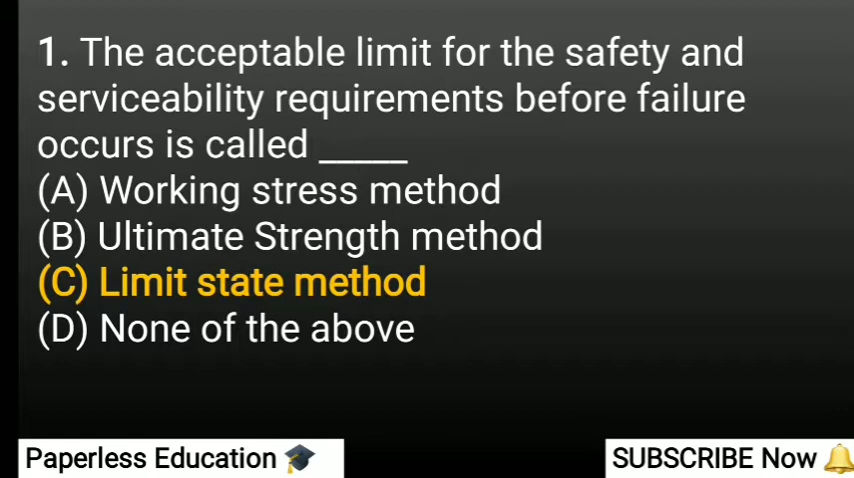 1. The acceptable limit for the safety and
serviceability requirements before failure
occurs is called _____
(A) Working stress method
(B) Ultimate Strength method
(C) Limit state method
(D) None of the above
Paperless Education 🎓
SUBSCRIBE Now 🔔